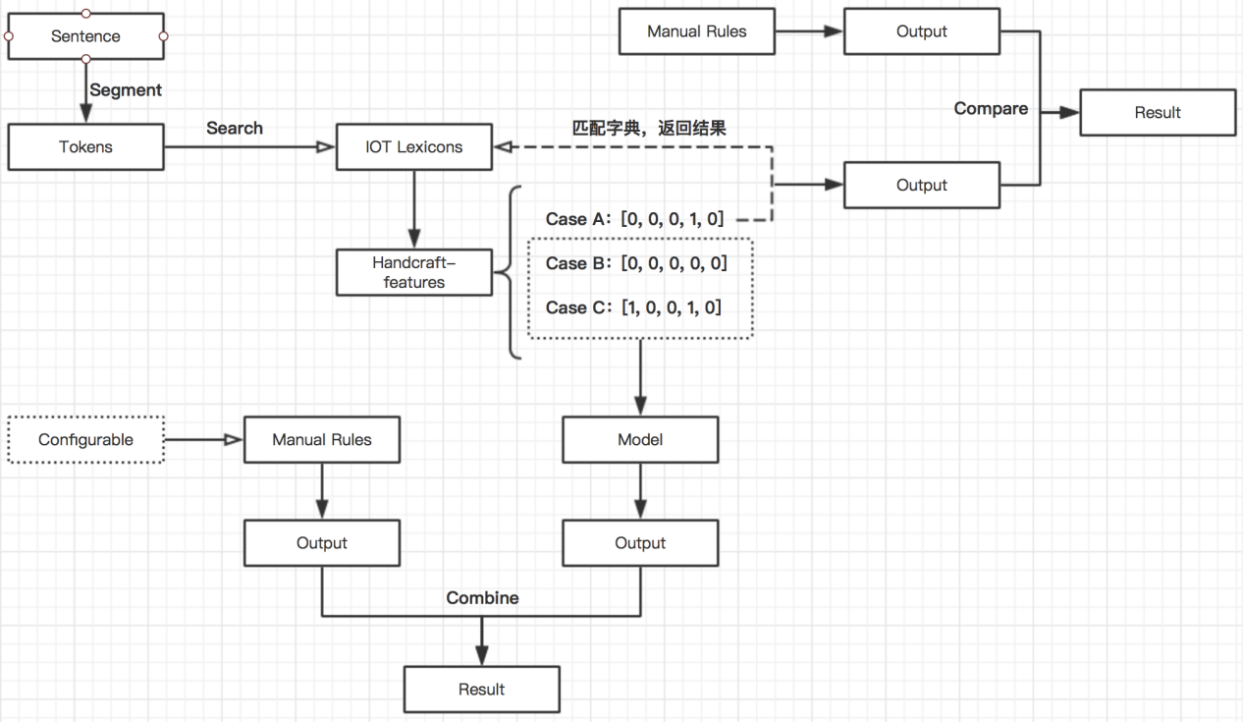 Sentence
Manual Rules
Output
Segment
Compare
Result
Search
匹配字典，返回结果
Tokens
IOT Lexicons
Output
Case A：[0, 0, 0, 1, 0]
Handcraft-
features
Case B：[0, 0, 0, 0, 0]
Case C：[1, 0, 0, 1, 0]
Configurable
Manual Rules
Model
Output
Output
Combine
Result